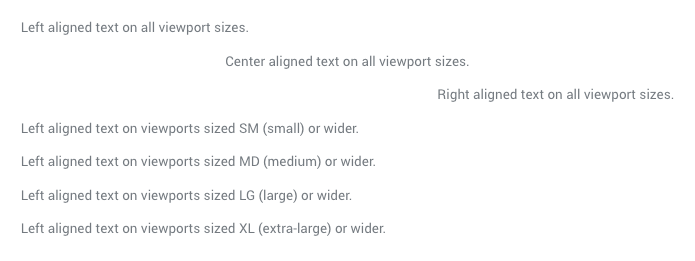 Left aligned text on all viewport sizes.
Center aligned text on all viewport sizes.
Right aligned text on all viewport sizes.
Left aligned text on viewports sized SM (small) or wider.
Left aligned text on viewports sized MD (medium) or wider.
Left aligned text on viewports sized LG (large) or wider.
Left aligned text on viewports sized XL (extra-large) or wider.